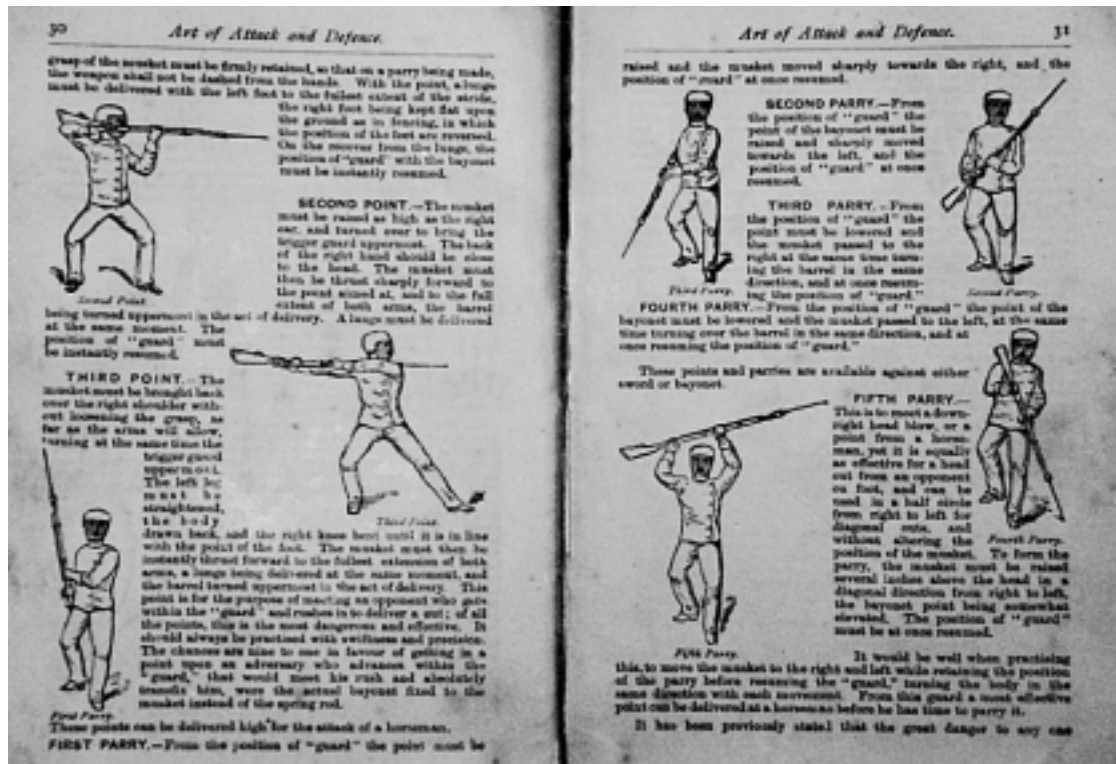 30
Art of Attack and Defence.
grasp of the musket must be firmly retained, so that on a parry being made,
the weapon shall not be dashed from the hands. With the point, a lunge
must be delivered with the left foot to the fullest extent of the stride,
the right foot being kept flat upon
the ground as in fencing, in which
the position of the feet are reversed.
On the recover from the lunge, the
position of "guard" with the bayonet
must be instantly resumed.
Second Point.
SECOND POINT.—The musket
must be raised as high as the right
ear, and turned over to bring the
trigger guard uppermost. The back
of the right hand should be close
to the head. The musket must
then be thrust sharply forward to
the point aimed at, and to the full
extent of both arms, the barrel
being turned uppermost in the act of delivery. A lunge must be delivered
at the same moment. The
position of "guard" must
be instantly resumed.
THIRD POINT.—The
musket must be brought back
over the right shoulder with-
out loosening the grasp, as
far as the arms will allow,
turning at the same time the
trigger guard
uppermost.
The left leg
must be
straightened,
the body
Third Point.
drawn back, and the right knee bent until it is in line
with the point of the foot. The musket must then be
instantly thrust forward to the fullest extension of both
arms, a lunge being delivered at the same moment, and
the barrel turned uppermost in the act of delivery. This
point is for the purpose of meeting an opponent who gets
within the "guard" and rushes in to deliver a cut; of all
the points, this is the most dangerous and effective. It
should always be practised with swiftness and precision.
The chances are nine to one in favour of getting in a
point upon an adversary who advances within the
"guard," that would meet his rush and absolutely
transfix him, were the actual bayonet fixed to the
musket instead of the spring rod.
First Parry.
These points can be delivered high for the attack of a horseman.
FIRST PARRY.—From the position of "guard" the point must be
Art of Attack and Defence.
31
raised and the musket moved sharply towards the right, and the
position of "guard" at once resumed.
SECOND PARRY.—From
the position of "guard" the
point of the bayonet must be
raised and sharply moved
towards the left, and the
position of "guard" at once
resumed.
THIRD PARRY.—From
the position of "guard" the
point must be lowered and
the musket passed to the
right at the same time turn-
ing the barrel in the same
direction, and at once resum-
ing the position of "guard."
Third Parry.
Second Parry.
FOURTH PARRY.—From the position of "guard" the point of the
bayonet must be lowered and the musket passed to the left, at the same
time turning over the barrel in the same direction, and at
once resuming the position of "guard."
These points and parries are available against either
sword or bayonet.
FIFTH PARRY.—
This is to meet a down-
right head blow, or a
point from a horse-
man, yet it is equally
as effective for a head
cut from an opponent
on foot, and can be
used in a half circle
from right to left for
diagonal cuts, and
without altering the
position of the musket. To form the
parry, the musket must be raised
several inches above the head in a
diagonal direction from right to left,
the bayonet point being somewhat
elevated. The position of "guard"
must be at once resumed.
Fourth Parry.
Fifth Parry.
It would be well when practising
this, to move the musket to the right and left while retaining the position
of the parry before resuming the "guard," turning the body in the
same direction with each movement. From this guard a most effective
point can be delivered at a horseman before he has time to parry it.
It has been previously stated that the great danger to any one